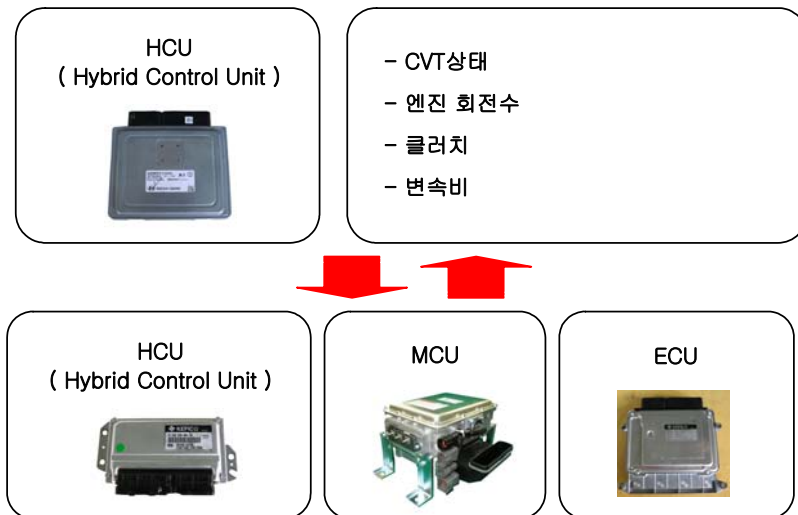 HCU
( Hybrid Control Unit )
- CVT상태
- 엔진 회전수
- 클러치
- 변속비
HCU
( Hybrid Control Unit )
MCU
ECU
KEFICO